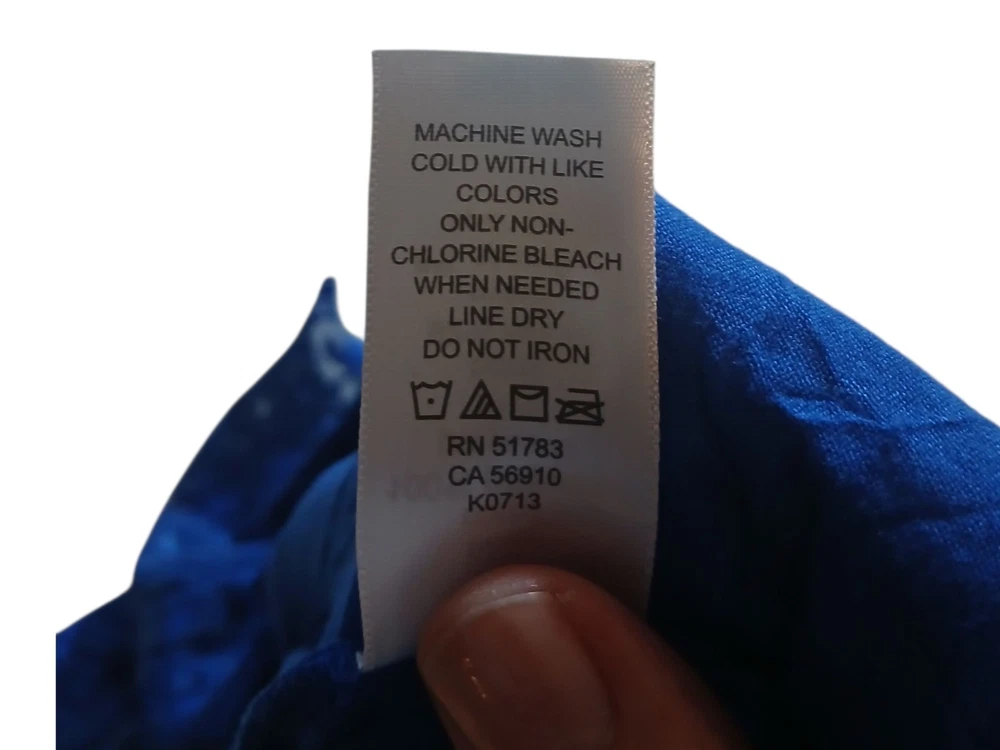 MACHINE WASH
COLD WITH LIKE
COLORS
ONLY NON-
CHLORINE BLEACH
WHEN NEEDED
LINE DRY
DO NOT IRON
RN 51783
CA 56910
K0713